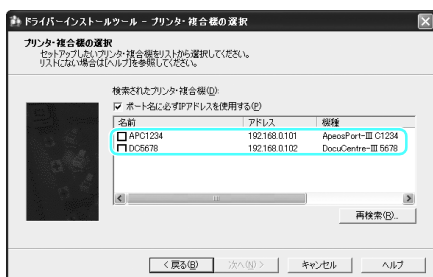 ドライバーインストールツール - プリンタ・複合機の選択
プリンタ・複合機の選択
セットアップしたいプリンタ・複合機をリストから選択してください。
リストにない場合は[ヘルプ]を参照してください。
検索されたプリンタ・複合機(D):
ポート名に必ずIPアドレスを使用する(P)
名前 アドレス 機種
APC1234 192.168.0.101 ApeosPort-III C1234
DC5678 192.168.0.102 DocuCentre-III 5678
再検索(R)..
< 戻る(B) 次へ(N) > キャンセル ヘルプ